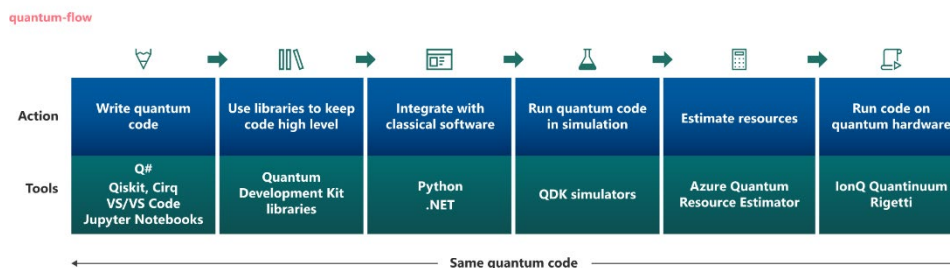 quantum-flow
Action
Write quantum
code
Use libraries to keep
code high level
Integrate with
classical software
Run quantum code
in simulation
Estimate resources
Run code on
quantum hardware
Tools
Q#
Qiskit, Cirq
VS/VS Code
Jupyter Notebooks
Quantum
Development Kit
libraries
Python
.NET
QDK simulators
Azure Quantum
Resource Estimator
IonQ Quantinuum
Rigetti
Same quantum code